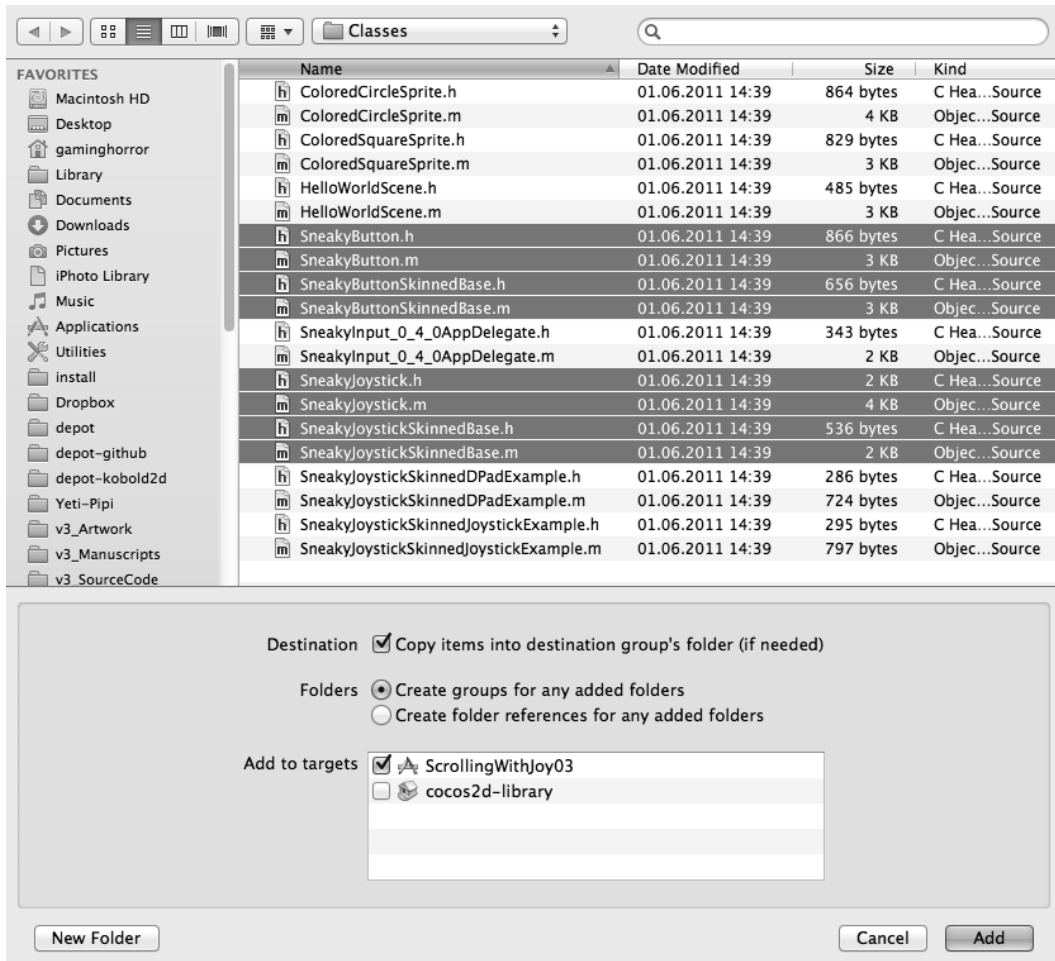 Classes
FAVORITES
Macintosh HD
Desktop
gaminghorror
Library
Documents
Downloads
Pictures
iPhoto Library
Music
Applications
Utilities
install
Dropbox
depot
depot-github
depot-kobold2d
Yeti-Pipi
v3_Artwork
v3_Manuscripts
v3_SourceCode
Name Date Modified Size Kind
h ColoredCircleSprite.h 01.06.2011 14:39 864 bytes C Hea...Source
m ColoredCircleSprite.m 01.06.2011 14:39 4 KB Objec...Source
h ColoredSquareSprite.h 01.06.2011 14:39 829 bytes C Hea...Source
m ColoredSquareSprite.m 01.06.2011 14:39 3 KB Objec...Source
h HelloWorldScene.h 01.06.2011 14:39 485 bytes C Hea...Source
m HelloWorldScene.m 01.06.2011 14:39 3 KB Objec...Source
h SneakyButton.h 01.06.2011 14:39 866 bytes C Hea...Source
m SneakyButton.m 01.06.2011 14:39 3 KB Objec...Source
h SneakyButtonSkinnedBase.h 01.06.2011 14:39 656 bytes C Hea...Source
m SneakyButtonSkinnedBase.m 01.06.2011 14:39 3 KB Objec...Source
h SneakyInput_0_4_0AppDelegate.h 01.06.2011 14:39 343 bytes C Hea...Source
m SneakyInput_0_4_0AppDelegate.m 01.06.2011 14:39 2 KB Objec...Source
h SneakyJoystick.h 01.06.2011 14:39 2 KB C Hea...Source
m SneakyJoystick.m 01.06.2011 14:39 4 KB Objec...Source
h SneakyJoystickSkinnedBase.h 01.06.2011 14:39 536 bytes C Hea...Source
m SneakyJoystickSkinnedBase.m 01.06.2011 14:39 2 KB Objec...Source
h SneakyJoystickSkinnedDPadExample.h 01.06.2011 14:39 286 bytes C Hea...Source
m SneakyJoystickSkinnedDPadExample.m 01.06.2011 14:39 724 bytes Objec...Source
h SneakyJoystickSkinnedJoystickExample.h 01.06.2011 14:39 295 bytes C Hea...Source
m SneakyJoystickSkinnedJoystickExample.m 01.06.2011 14:39 797 bytes Objec...Source
Destination Copy items into destination group's folder (if needed)
Folders Create groups for any added folders
Create folder references for any added folders
Add to targets ScrollingWithJoy03
cocos2d-library
New Folder Cancel Add